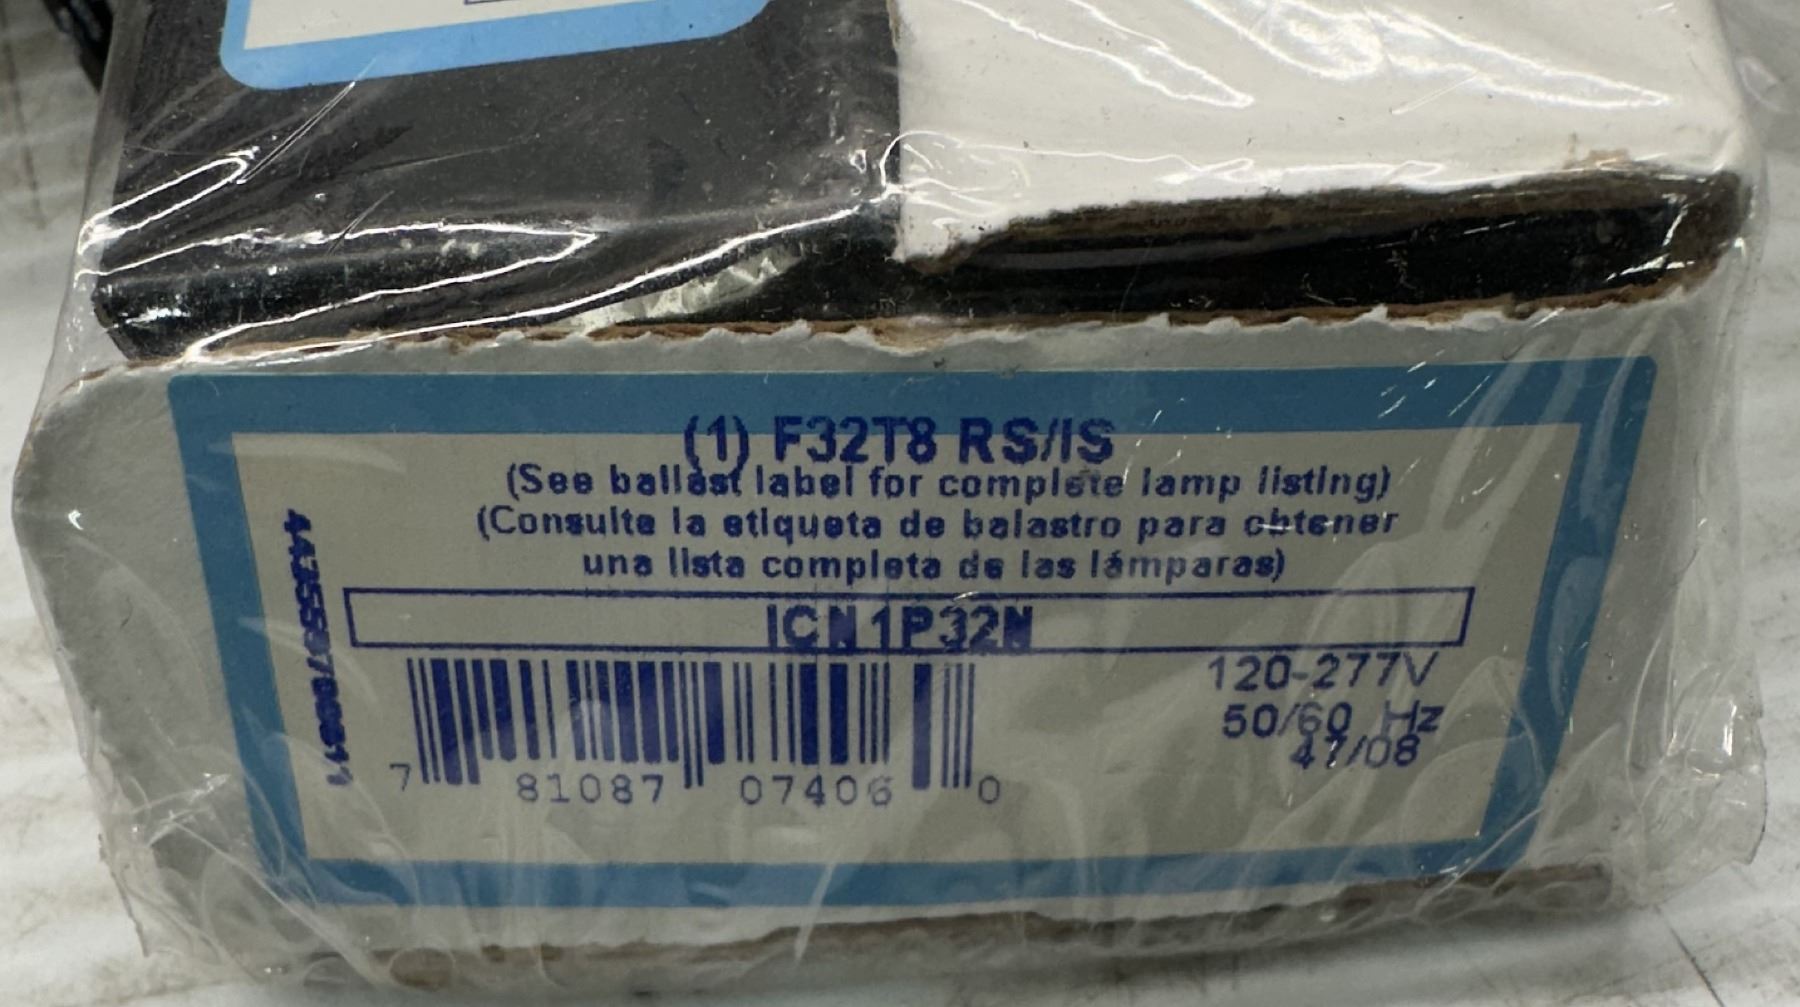 (1) F32T8 RS/IS
(See ballast label for complete lamp listing)
(Consulte la etiqueta de balastro para obtener
una lista completa de las lámparas)
ICN1P32N
120-277V
50/60 Hz
47/08
7 81087 07406 0